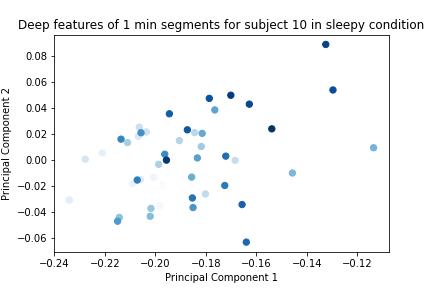 Deep features of 1 min segments for subject 10 in sleepy condition
0.08
0.06
0.04
0.02
0.00
−0.02
−0.04
−0.06
Principal Component 2
−0.24 −0.22 −0.20 −0.18 −0.16 −0.14 −0.12
Principal Component 1